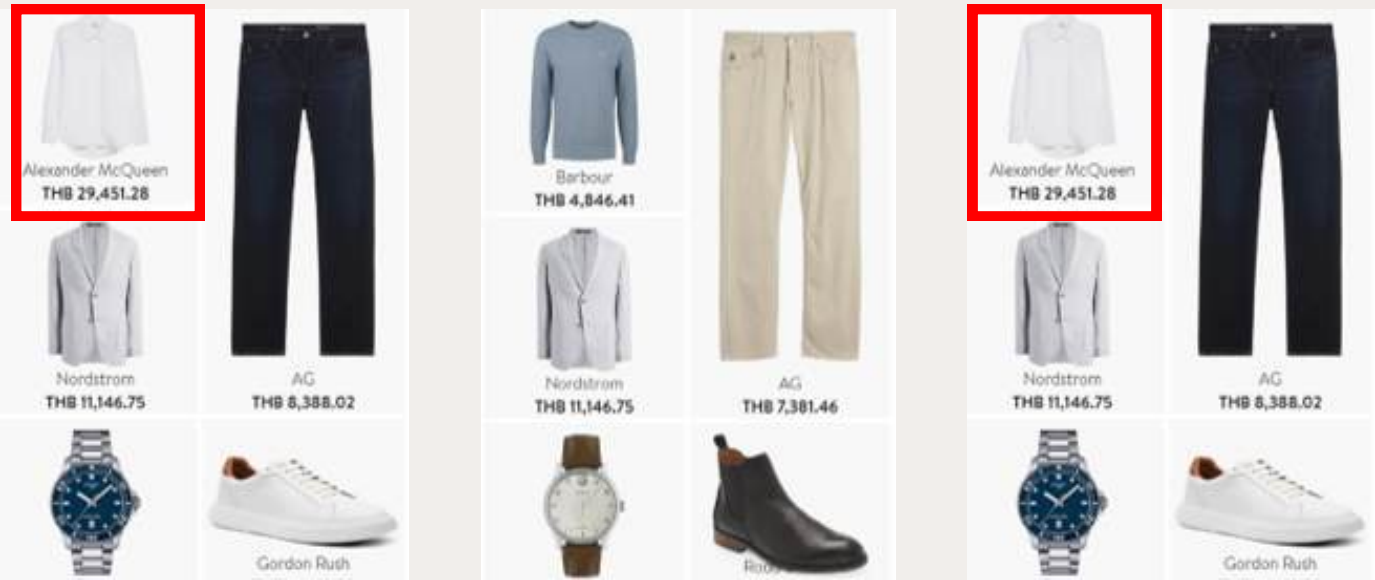 Alexander McQueen
THB 29,451.28
Nordstrom
THB 11,146.75
AG
THB 8,388.02
Gordon Rush
Barbour
THB 4,846.41
Nordstrom
THB 11,146.75
AG
THB 7,381.46
Alexander McQueen
THB 29,451.28
Nordstrom
THB 11,146.75
AG
THB 8,388.02
Gordon Rush